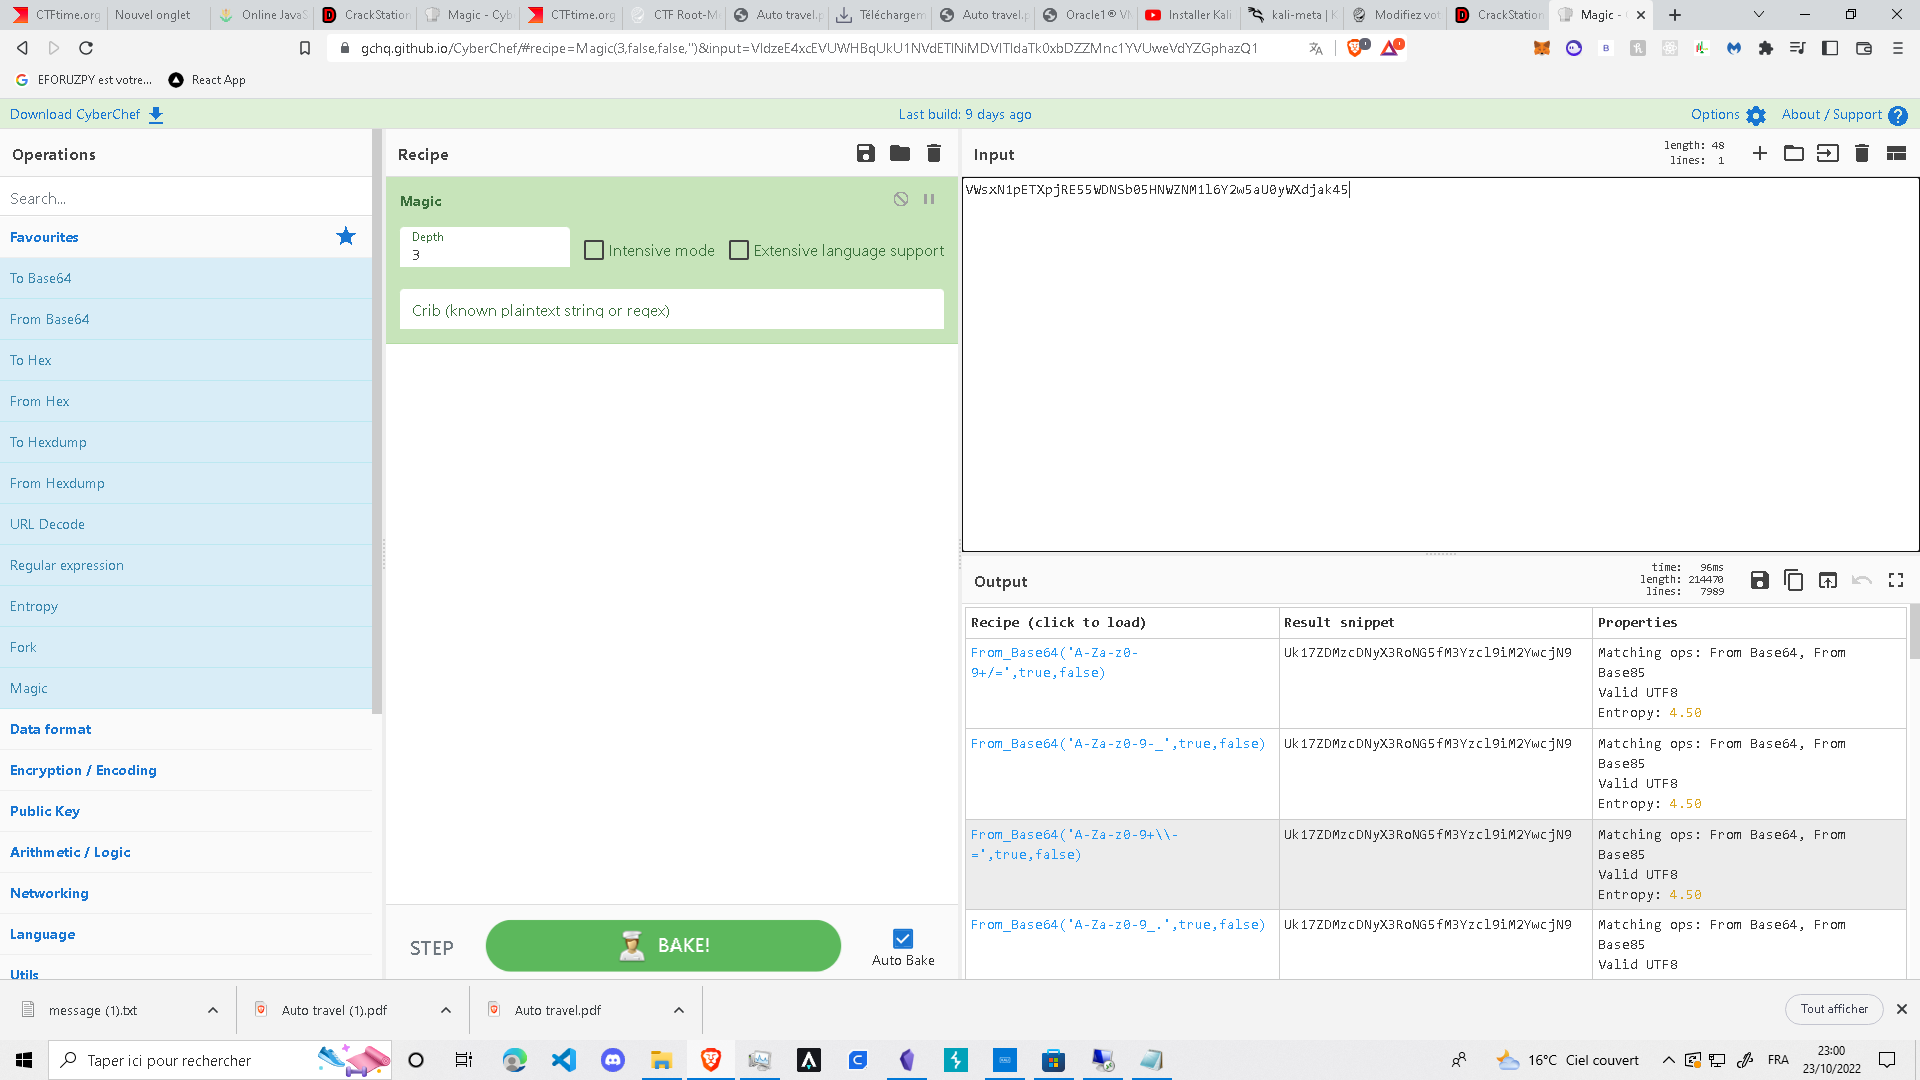 CTFtime.org
Nouvel onglet
Online JavaS
CrackStation
Magic - Cyb
CTFtime.org
CTF Root-M
Auto travel.p
Téléchargem
Auto travel.p
Oracle1® VM
Installer Kali
kali-meta | K
Modifiez vot
CrackStation
Magic - C
gchq.github.io/CyberChef/#recipe=Magic(3,false,false,'')&input=
EFORUZPY est votre...
React App
Download CyberChef
Last build: 9 days ago
Options
About / Support
Operations
Recipe
Input
length: 48
lines: 1
Search...
Favourites
To Base64
From Base64
To Hex
From Hex
To Hexdump
From Hexdump
URL Decode
Regular expression
Entropy
Fork
Magic
Data format
Encryption / Encoding
Public Key
Arithmetic / Logic
Networking
Language
Utils
Magic
Depth
3
Intensive mode
Extensive language support
Crib (known plaintext string or regex)
STEP
BAKE!
Auto Bake
VWsxN1pETXpjRE55WDNSb05HNWZNM1l6Y2w5aU0yWXdjak45
Output
time: 96ms
length: 214470
lines: 7989
Recipe (click to load)
Result snippet
Properties
From_Base64('A-Za-z0-
9+/=',true,false)
Uk17ZDMzcDNyX3RoNG5fM3Yzcl9iM2YwcjN9
Matching ops: From Base64, From
Base85
Valid UTF8
Entropy: 4.50
From_Base64('A-Za-z0-9-_',true,false)
Uk17ZDMzcDNyX3RoNG5fM3Yzcl9iM2YwcjN9
Matching ops: From Base64, From
Base85
Valid UTF8
Entropy: 4.50
From_Base64('A-Za-z0-9+\\-
=',true,false)
Uk17ZDMzcDNyX3RoNG5fM3Yzcl9iM2YwcjN9
Matching ops: From Base64, From
Base85
Valid UTF8
Entropy: 4.50
From_Base64('A-Za-z0-9_.',true,false)
Uk17ZDMzcDNyX3RoNG5fM3Yzcl9iM2YwcjN9
Matching ops: From Base64, From
Base85
Valid UTF8
message (1).txt
Auto travel (1).pdf
Auto travel.pdf
Tout afficher
Taper ici pour rechercher
16°C Ciel couvert
FRA
23:00
23/10/2022